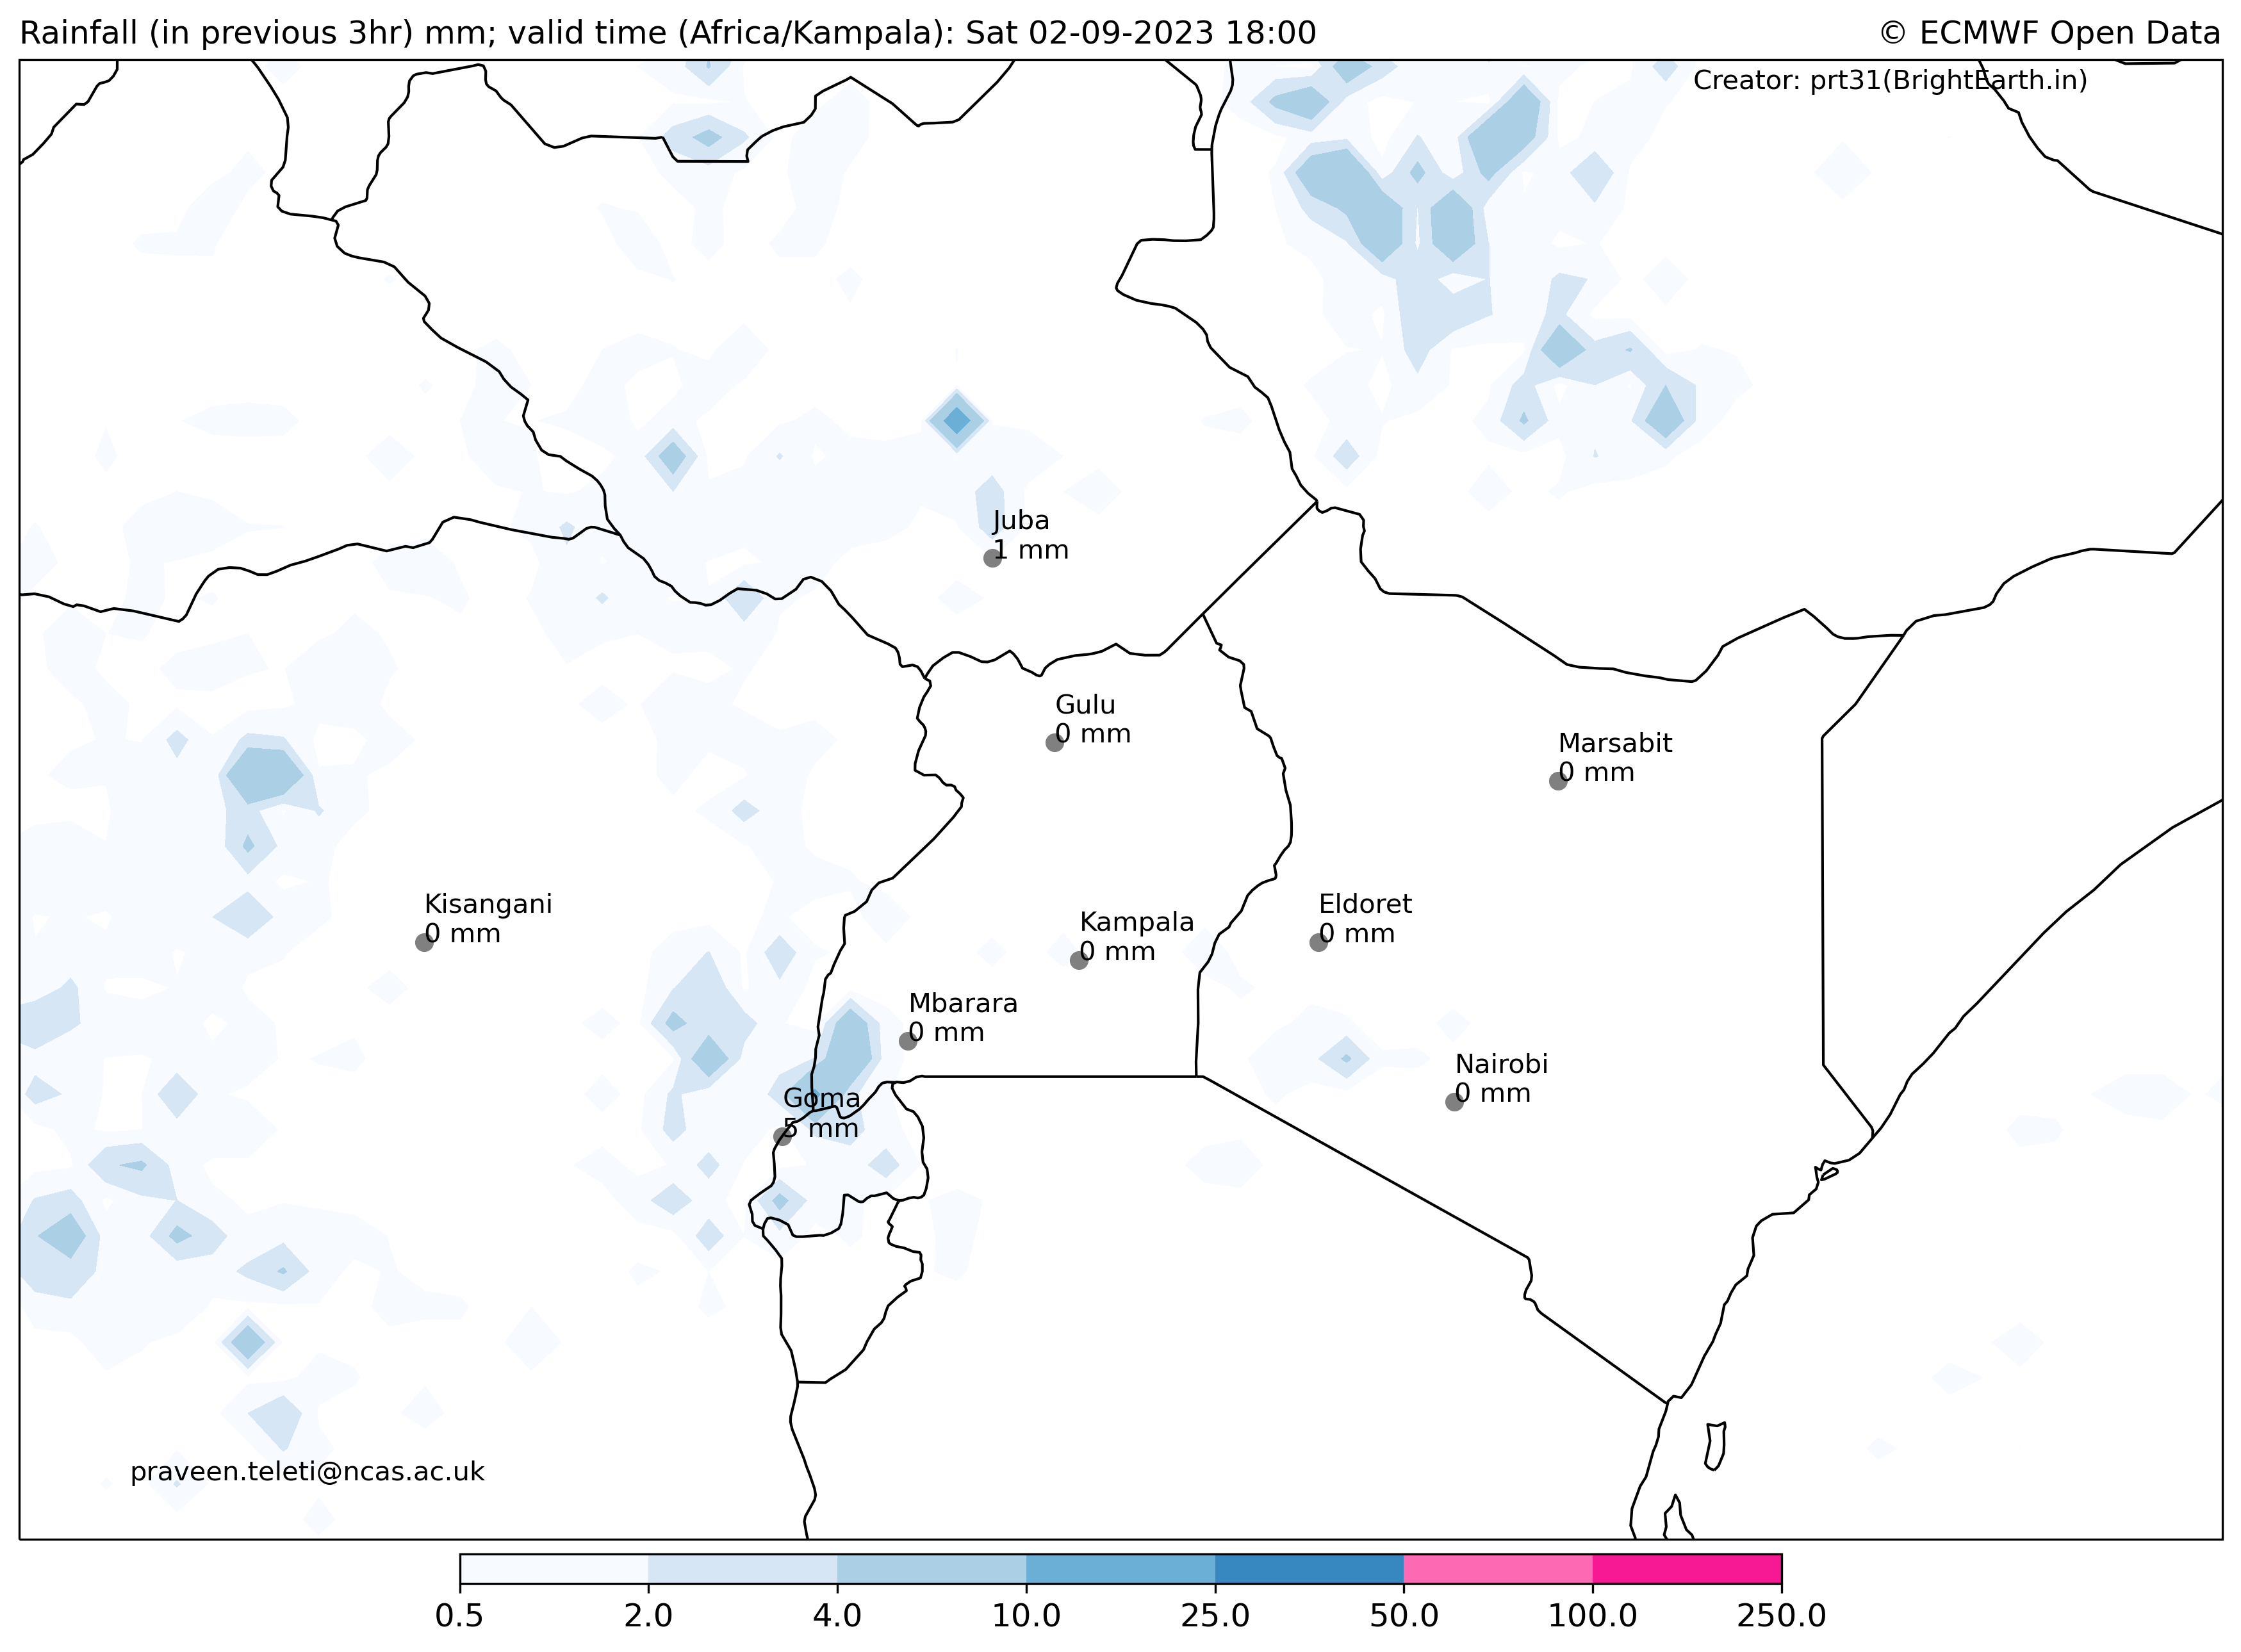 Rainfall (in previous 3hr) mm; valid time (Africa/Kampala): Sat 02-09-2023 18:00
© ECMWF Open Data
Creator: prt31(BrightEarth.in)
Juba
1 mm
Gulu
0 mm
Marsabit
0 mm
Kisangani
0 mm
Kampala
0 mm
Eldoret
0 mm
Mbarara
0 mm
Nairobi
0 mm
Goma
5 mm
praveen.teleti@ncas.ac.uk
0.5 2.0 4.0 10.0 25.0 50.0 100.0 250.0